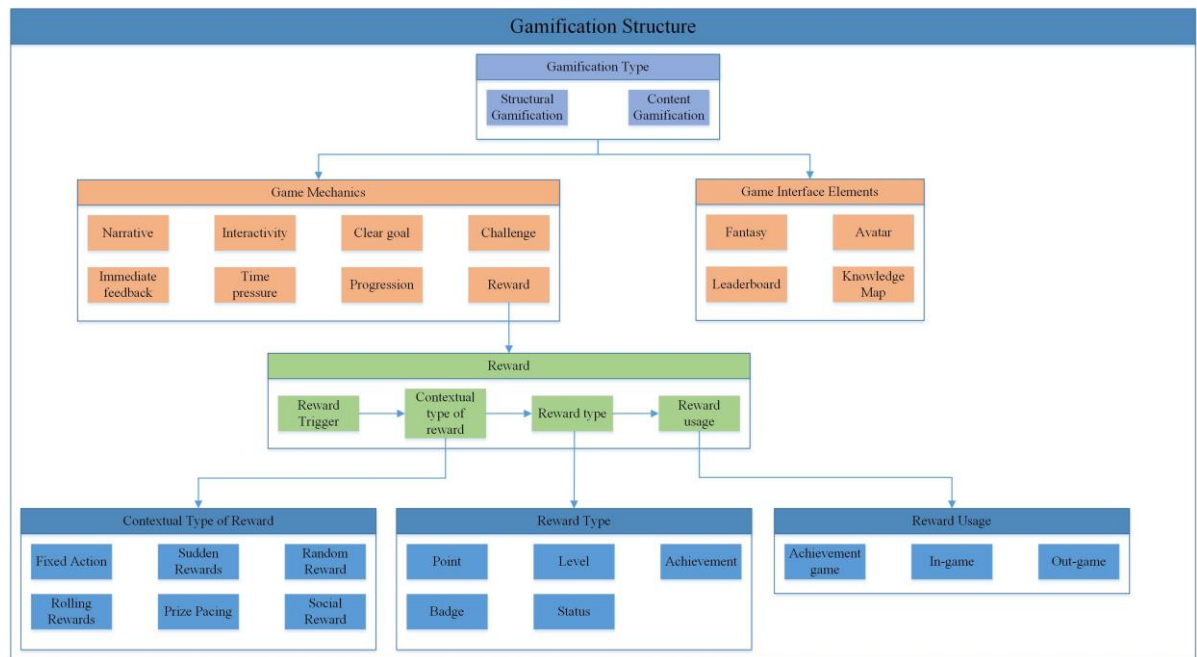 Gamification Structure
Gamification Type
Structural
Gamification
Content
Gamification
Game Mechanics
Narrative
Interactivity
Clear goal
Challenge
Immediate
feedback
Time
pressure
Progression
Reward
Game Interface Elements
Fantasy
Avatar
Leaderboard
Knowledge
Map
Reward
Reward
Trigger
Contextual
type of
reward
Reward type
Reward
usage
Contextual Type of Reward
Fixed Action
Sudden
Rewards
Random
Reward
Rolling
Rewards
Prize Pacing
Social
Reward
Reward Type
Point
Level
Achievement
Badge
Status
Reward Usage
Achievement
game
In-game
Out-game